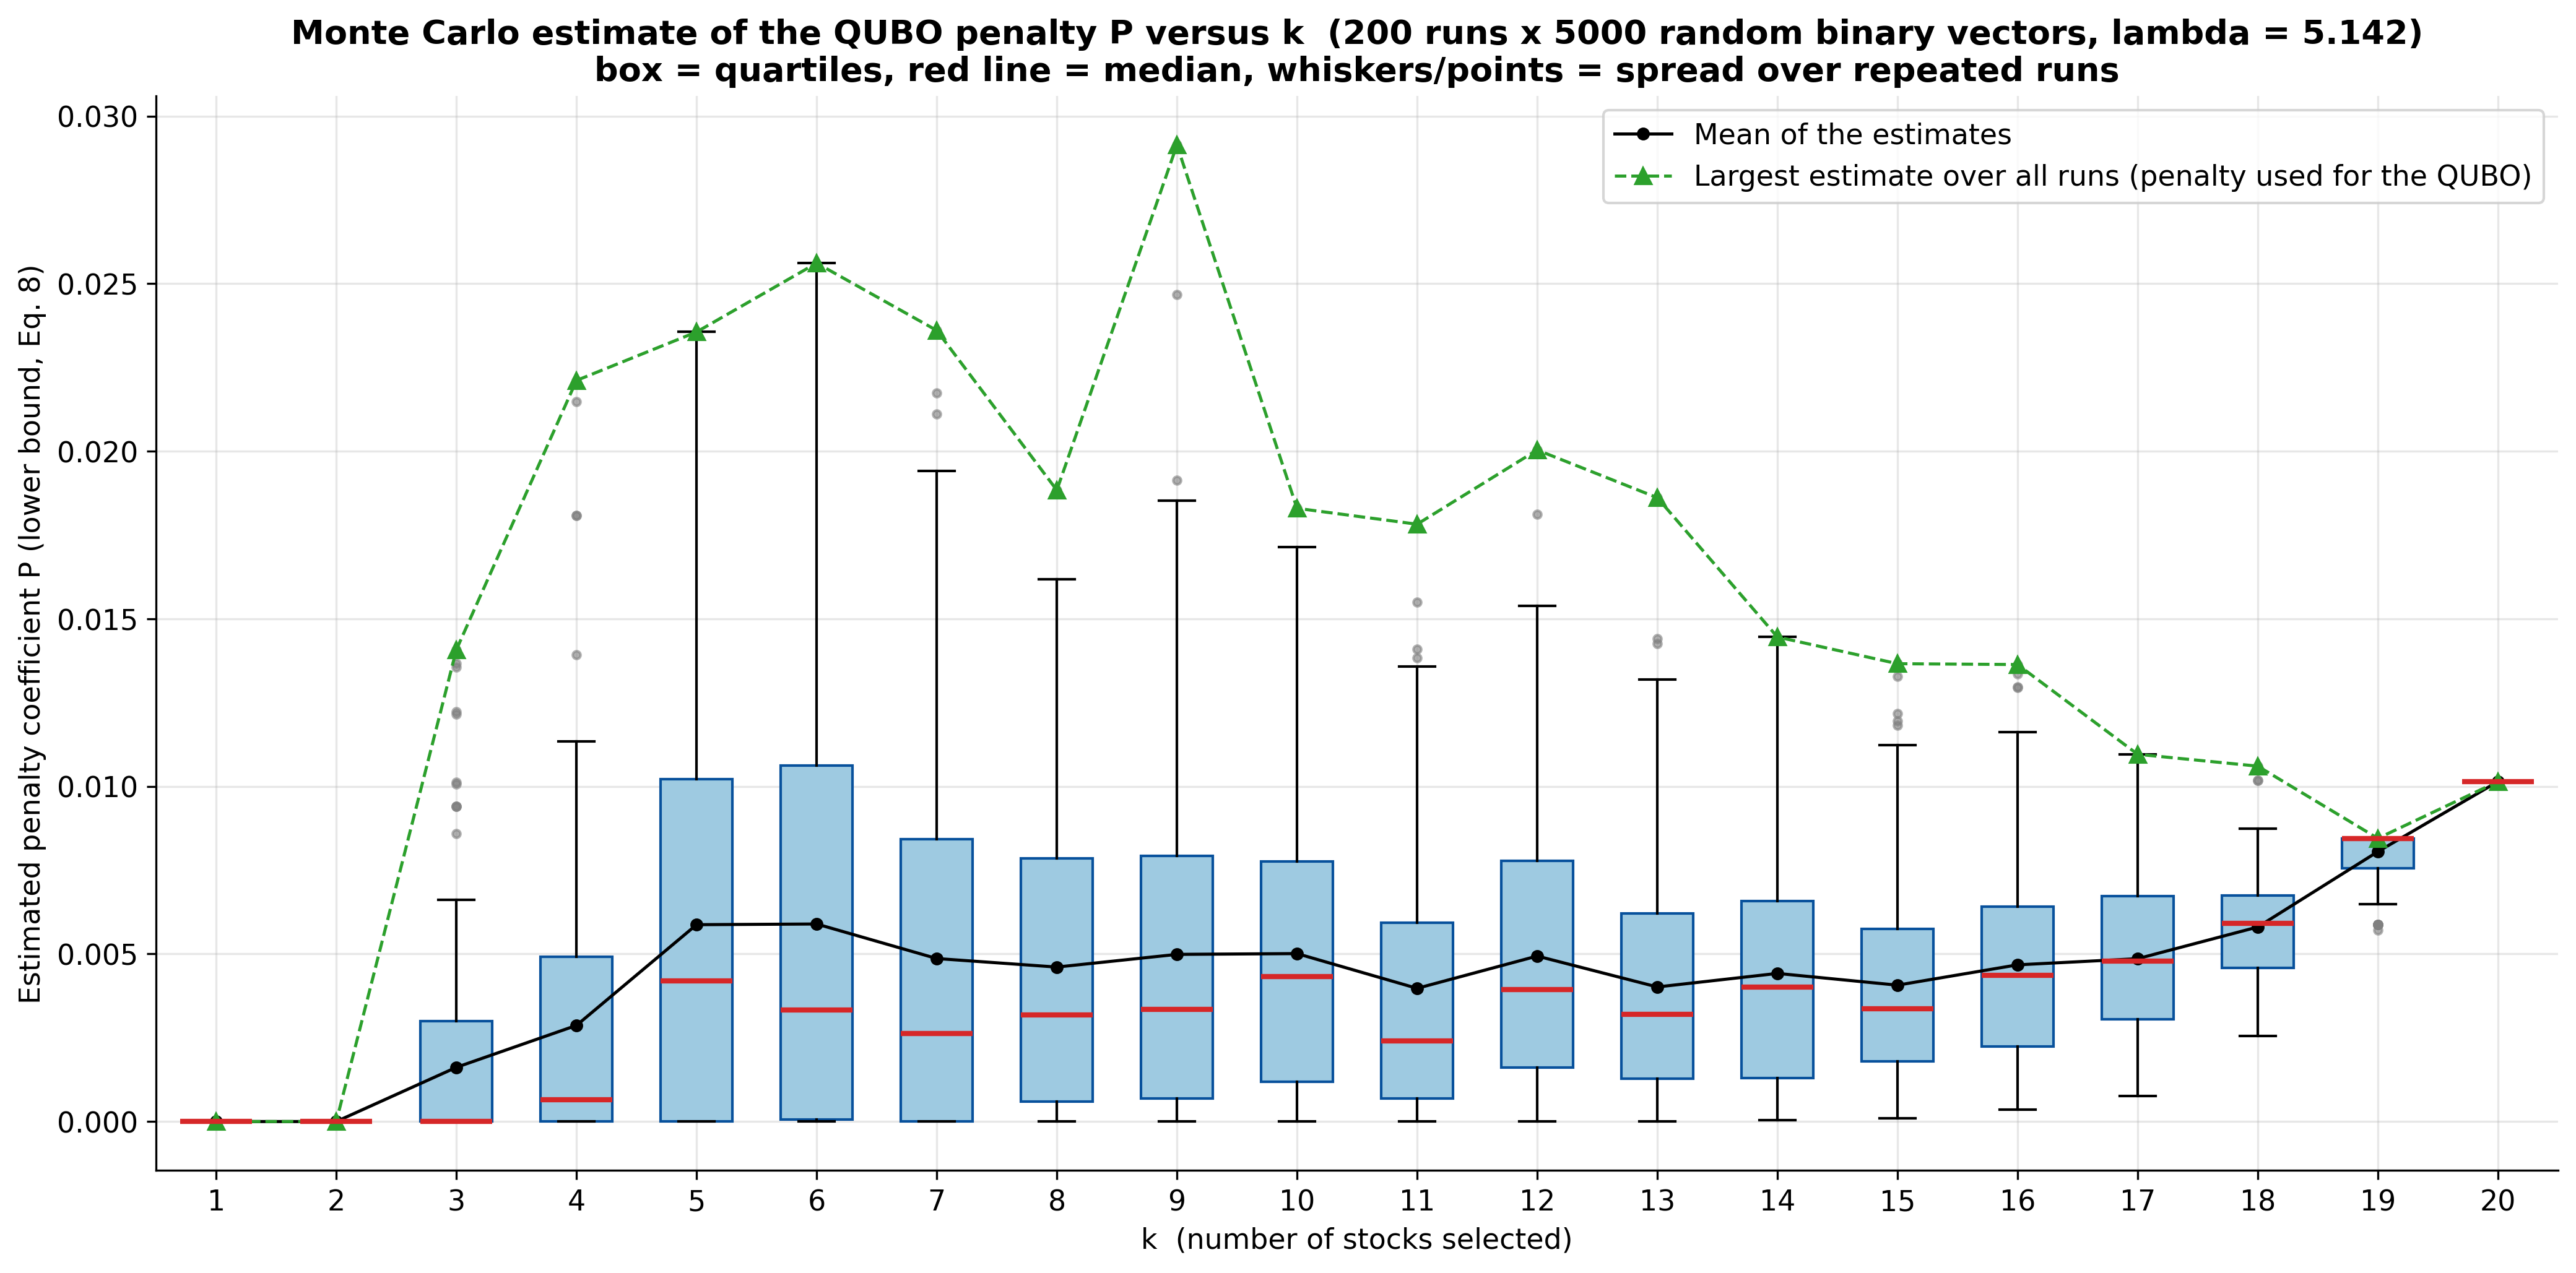 Monte Carlo estimate of the QUBO penalty P versus k  (200 runs x 5000 random binary vectors, lambda = 5.142)
box = quartiles, red line = median, whiskers/points = spread over repeated runs
Mean of the estimates
Largest estimate over all runs (penalty used for the QUBO)
Estimated penalty coefficient P (lower bound, Eq. 8)
0.030
0.025
0.020
0.015
0.010
0.005
0.000
1 2 3 4 5 6 7 8 9 10 11 12 13 14 15 16 17 18 19 20
k  (number of stocks selected)